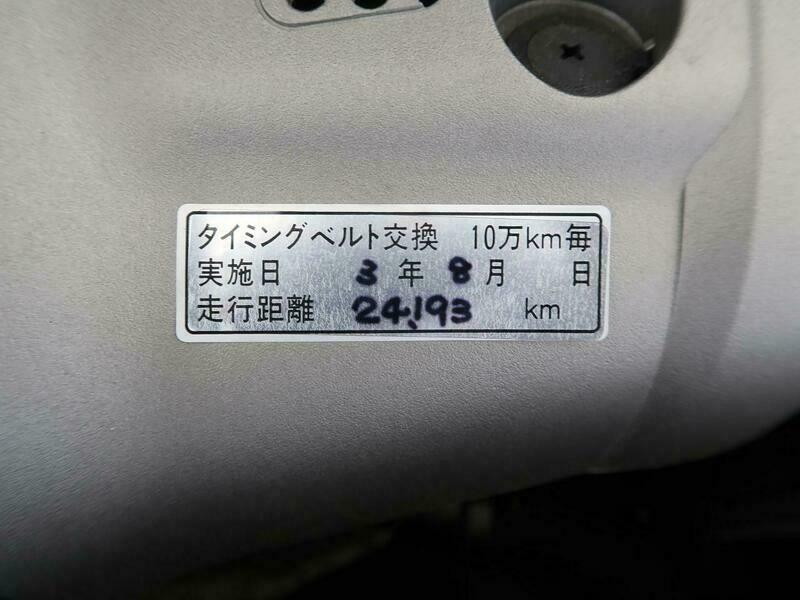 タイミングベルト交換 10万km毎
実施日 3年8月 日
走行距離 24,193 km